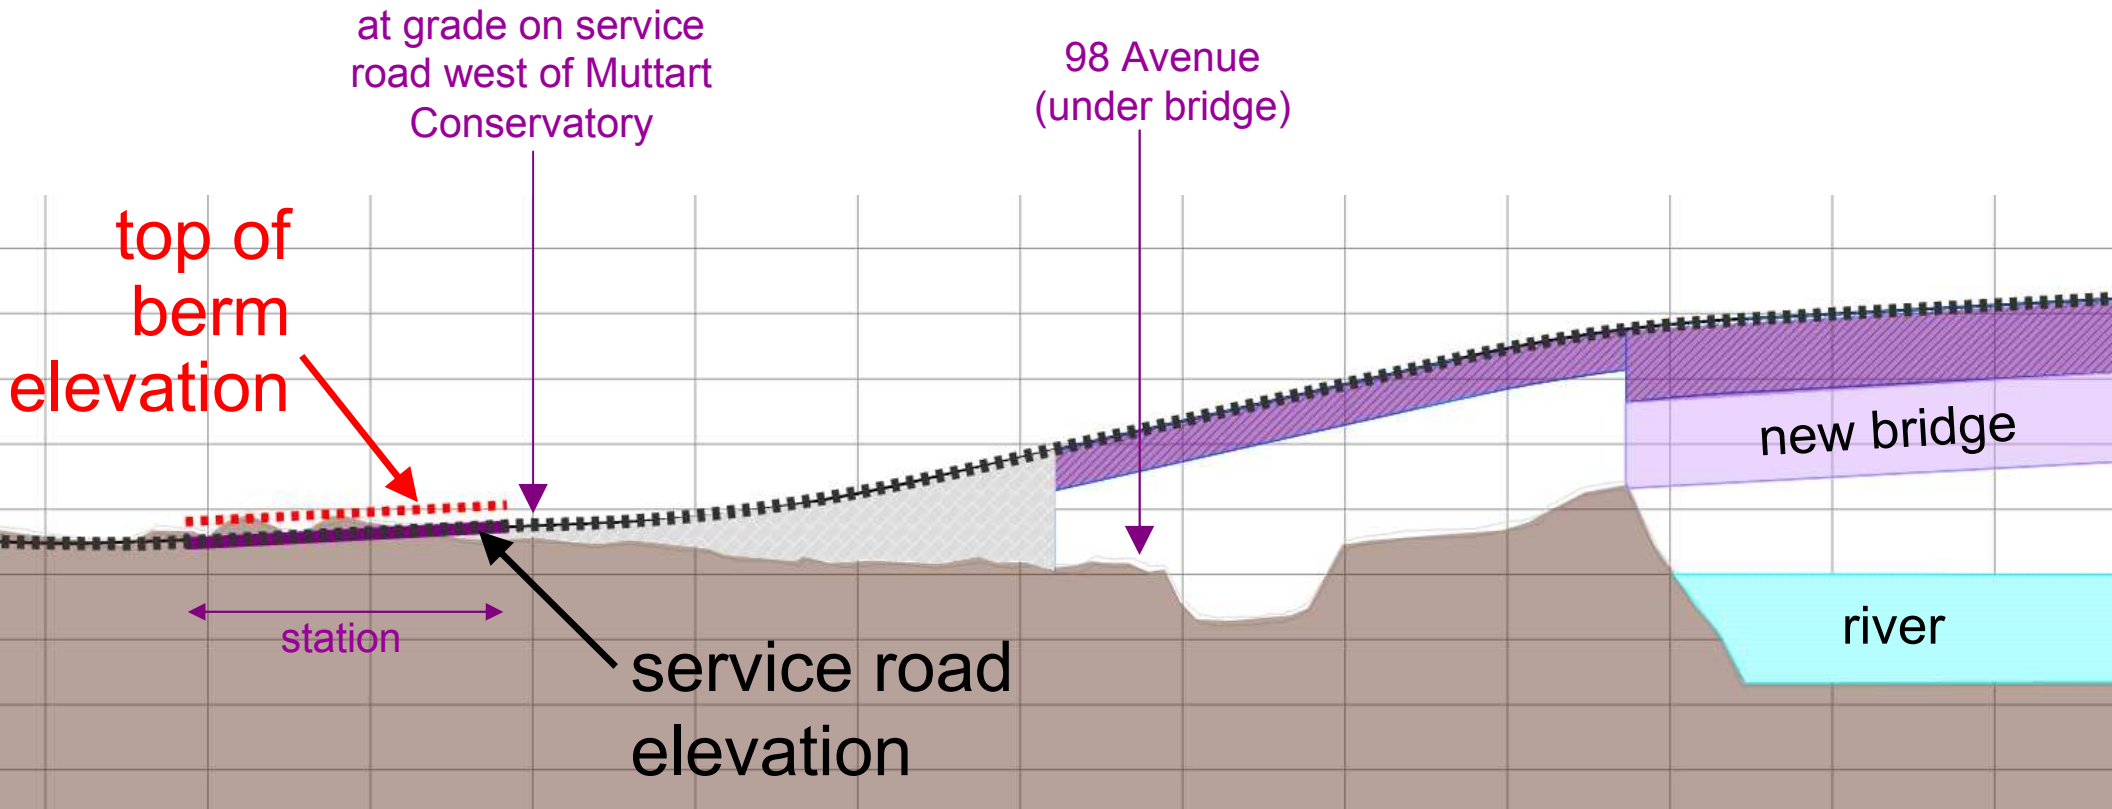 at grade on service
road west of Muttart
Conservatory
98 Avenue
(under bridge)
top of
berm
elevation
new bridge
station
river
service road
elevation